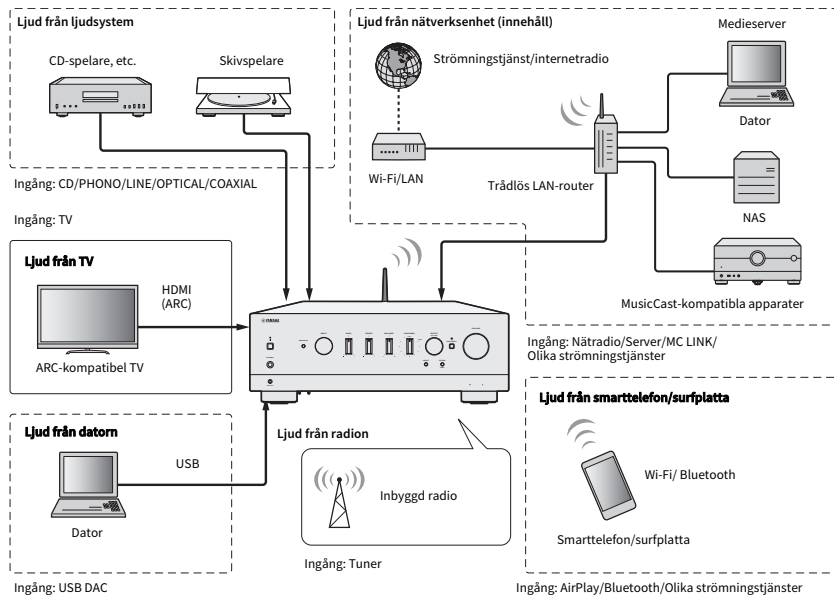 Ljud från ljudsystem
CD-spelare, etc.
Skivspelare
Ingång: CD/PHONO/LINE/OPTICAL/COAXIAL
Ljud från nätverksenhet (innehåll)
Strömningstjänst/internetradio
Wi-Fi/LAN
Trådlös LAN-router
Medieserver
Dator
NAS
MusicCast-kompatibla apparater
Ingång: Nätradio/Server/MC LINK/
Olika strömningstjänster
Ingång: TV
Ljud från TV
HDMI
(ARC)
ARC-kompatibel TV
YAMAHA
Ljud från datorn
USB
Dator
Ingång: USB DAC
Ljud från radion
Inbyggd radio
Ingång: Tuner
Ljud från smarttelefon/surfplatta
Wi-Fi/ Bluetooth
Smarttelefon/surfplatta
Ingång: AirPlay/Bluetooth/Olika strömningstjänster